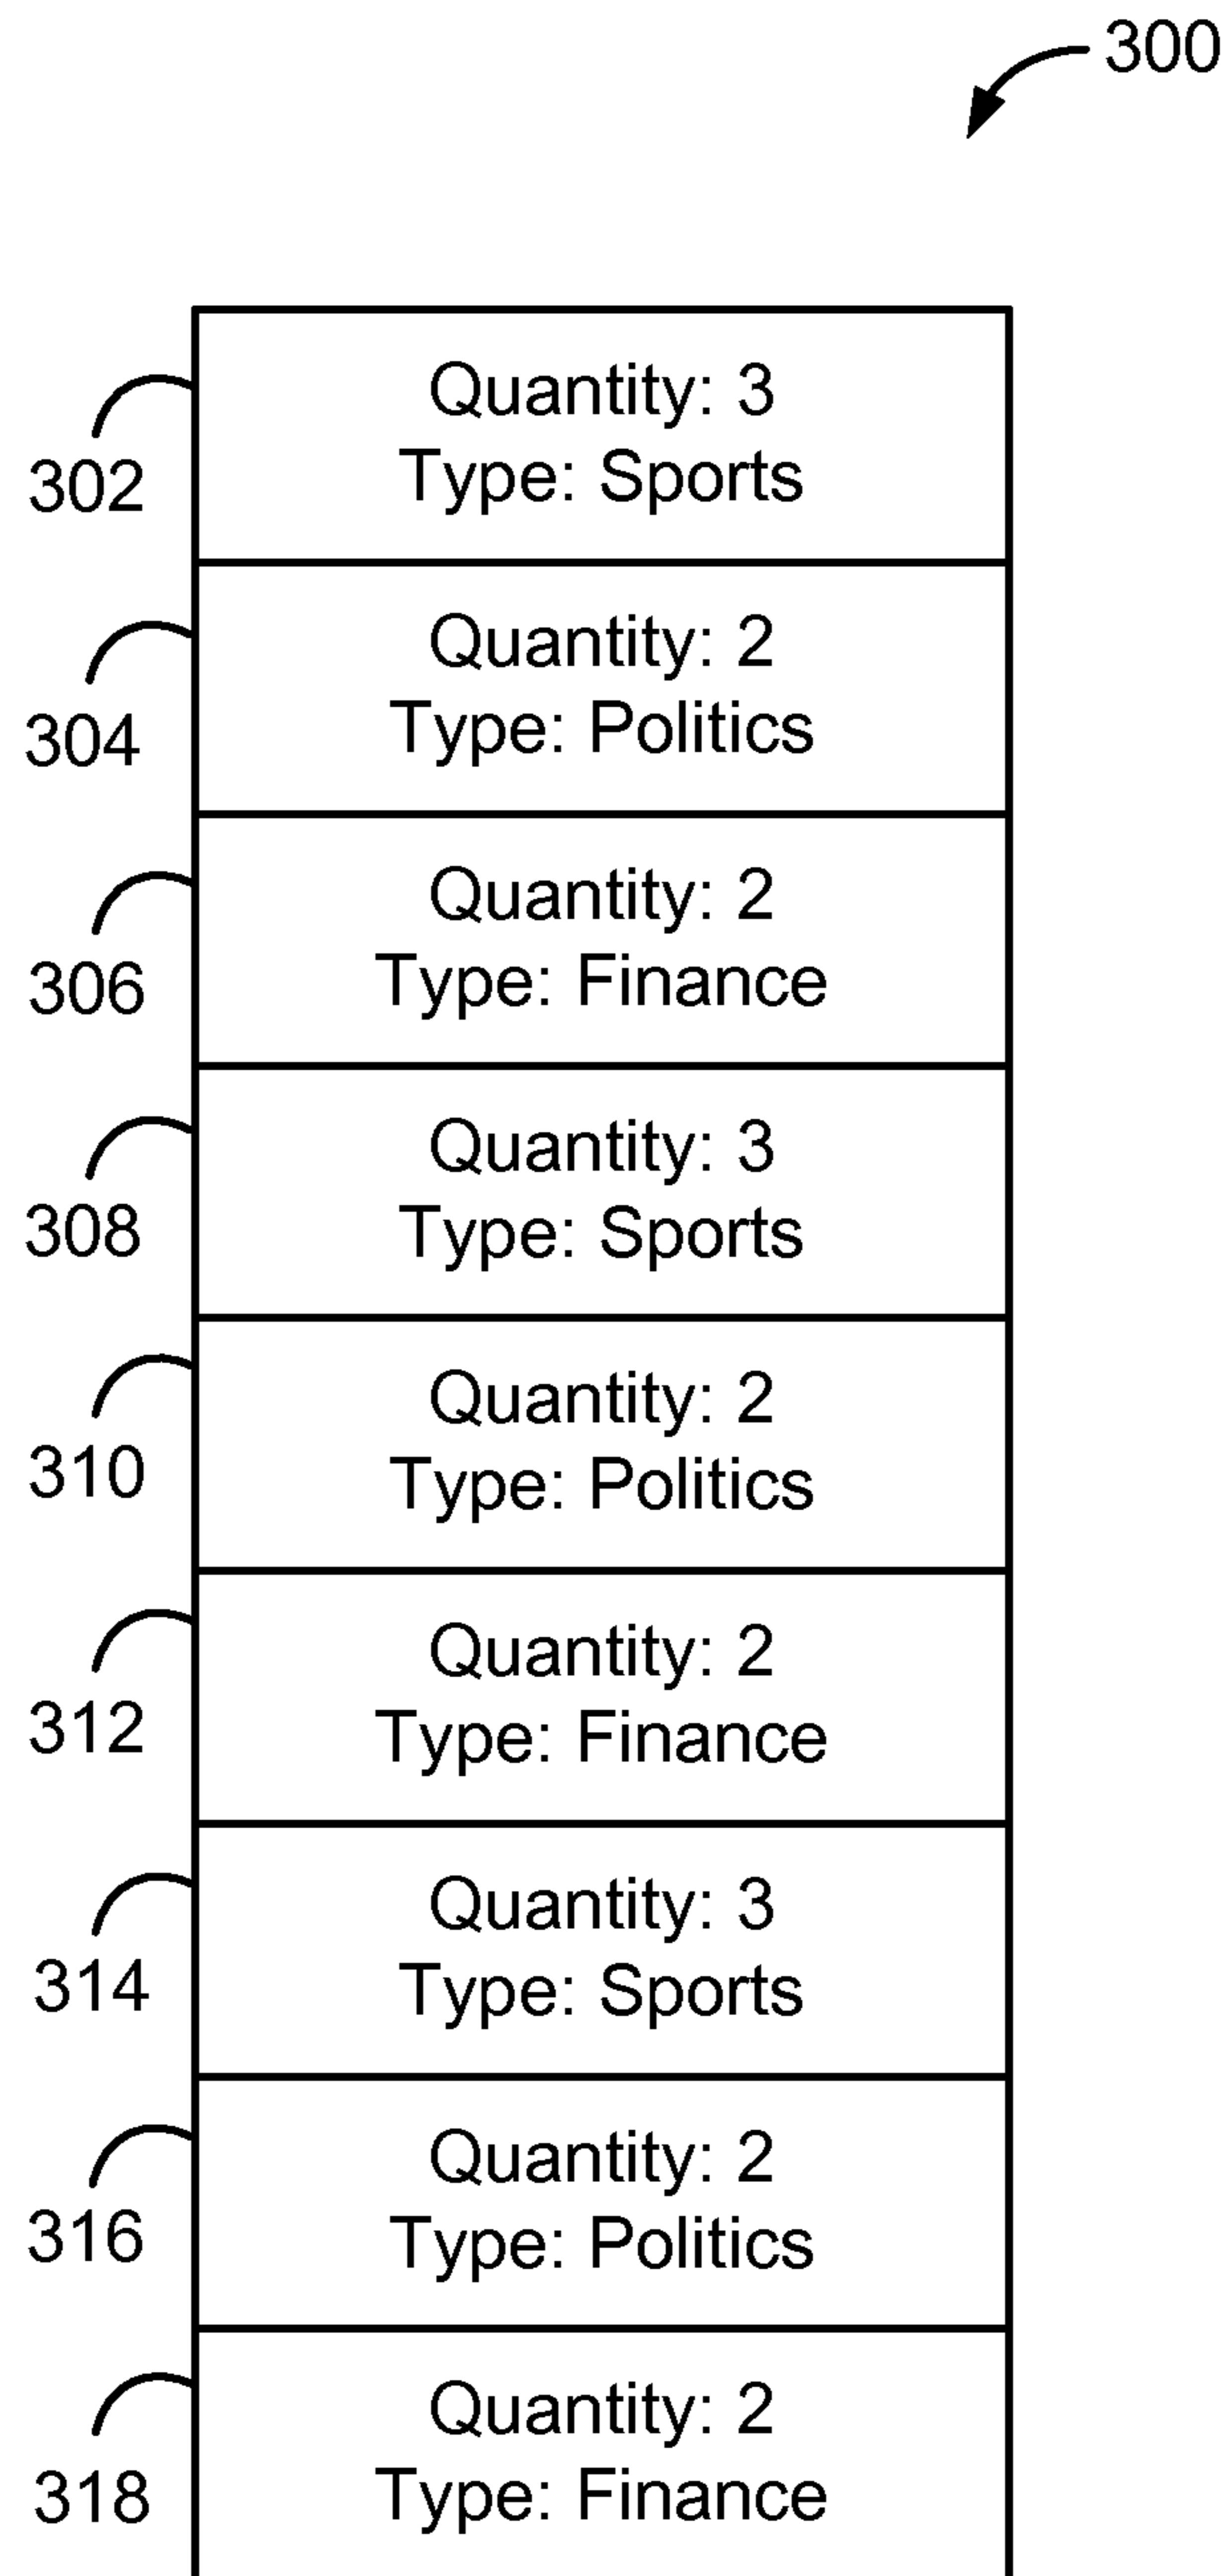 300
Quantity: 3
Type: Sports
302
Quantity: 2
Type: Politics
304
Quantity: 2
Type: Finance
306
Quantity: 3
Type: Sports
308
Quantity: 2
Type: Politics
310
Quantity: 2
Type: Finance
312
Quantity: 3
Type: Sports
314
Quantity: 2
Type: Politics
316
Quantity: 2
Type: Finance
318